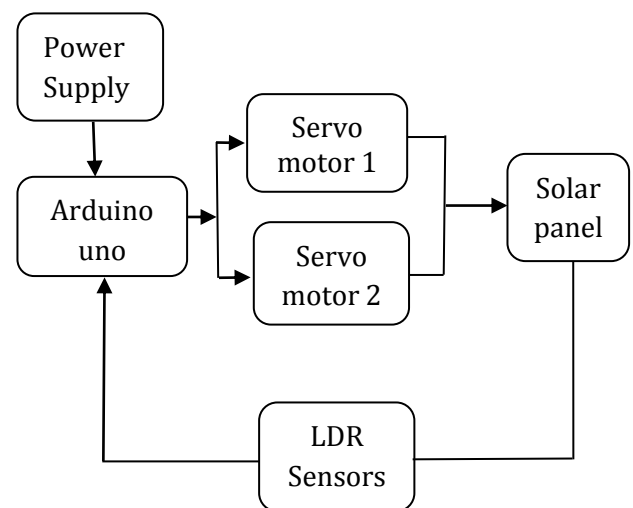 Power
Supply
Arduino
uno
Servo
motor 1
Servo
motor 2
Solar
panel
LDR
Sensors